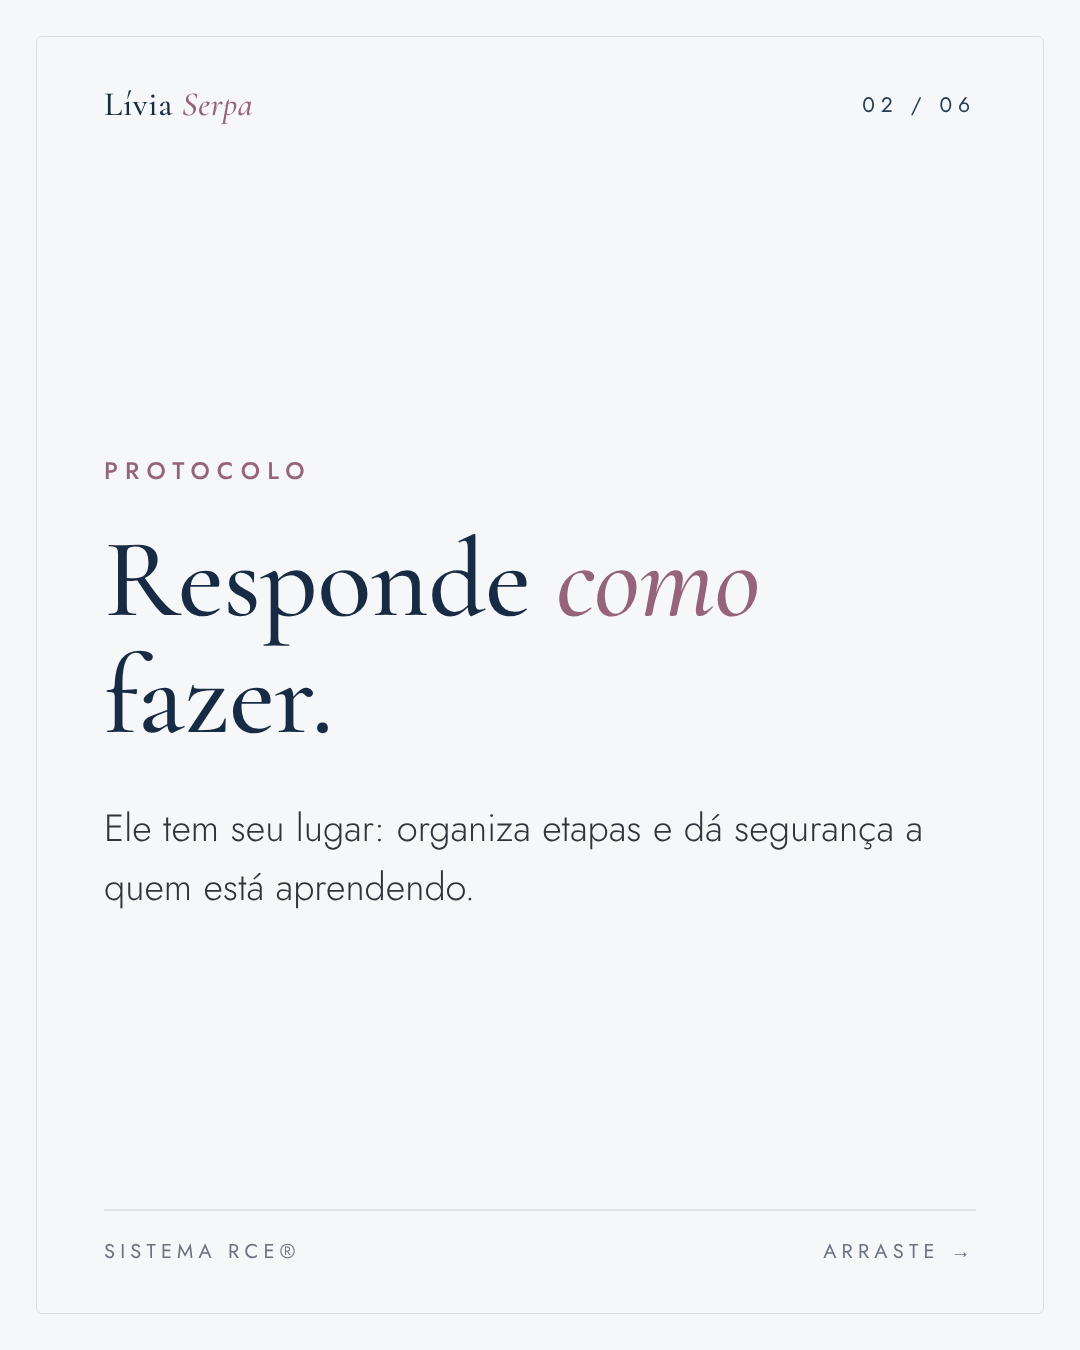 Lívia Serpa
02 / 06
PROTOCOLO
Responde como
fazer.
Ele tem seu lugar: organiza etapas e dá segurança a
quem está aprendendo.
SISTEMA RCE®
ARRASTE →